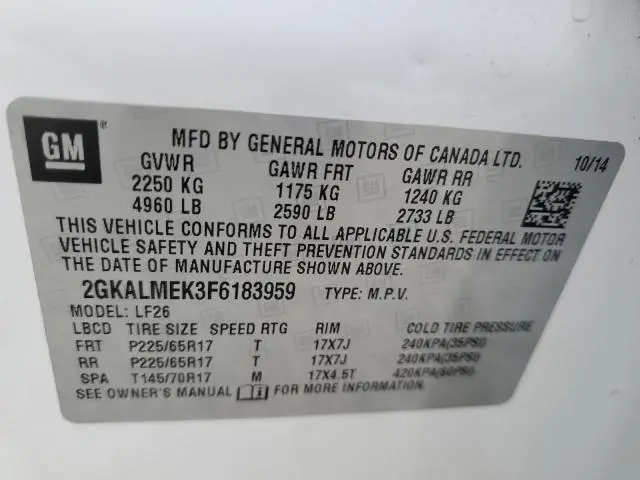 GM ®
MFD BY GENERAL MOTORS OF CANADA LTD.
10/14
GVWR GAWR FRT GAWR RR
2250 KG 1175 KG 1240 KG
4960 LB 2590 LB 2733 LB
THIS VEHICLE CONFORMS TO ALL APPLICABLE U.S. FEDERAL MOTOR
VEHICLE SAFETY AND THEFT PREVENTION STANDARDS IN EFFECT ON
THE DATE OF MANUFACTURE SHOWN ABOVE.
2GKALMEK3F6183959 TYPE: M.P.V.
MODEL: LF26
LBCD TIRE SIZE SPEED RTG RIM COLD TIRE PRESSURE
FRT P225/65R17 T 17X7J 240KPA(35PSI)
RR P225/65R17 T 17X7J 240KPA(35PSI)
SPA T145/70R17 M 17X4.5T 420KPA(60PSI)
SEE OWNER'S MANUAL FOR MORE INFORMATION.